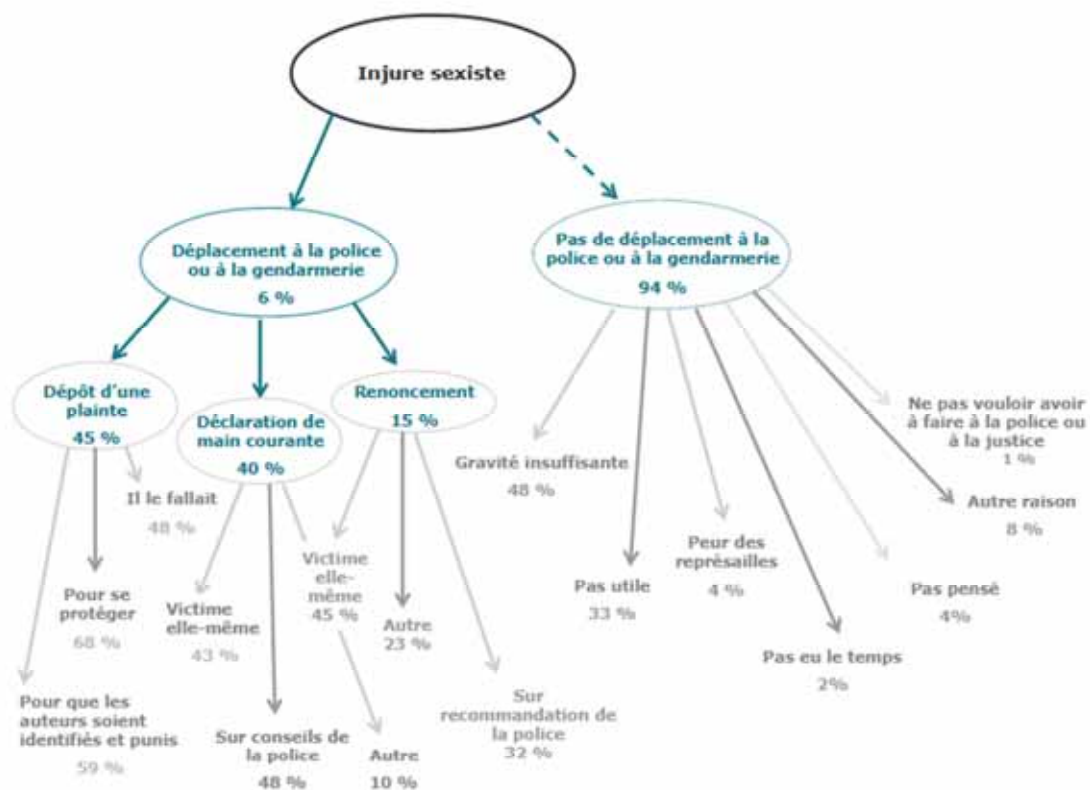 Injure sexiste
Déplacement à la police
ou à la gendarmerie
6 %
Pas de déplacement à la
police ou à la gendarmerie
94 %
Dépôt d'une
plainte
45 %
Déclaration de
main courante
40 %
Renoncement
15 %
Il le fallait
48 %
Pour se
protéger
68 %
Pour que les
auteurs soient
identifiés et punis
59 %
Victime
elle-même
43 %
Sur conseils de
la police
48 %
Autre
10 %
Victime
elle-
même
45 %
Autre
23 %
Sur
recommandation de
la police
32 %
Gravité insuffisante
48 %
Pas utile
33 %
Peur des
représailles
4 %
Pas eu le temps
2%
Pas pensé
4%
Autre raison
8 %
Ne pas vouloir avoir
à faire à la police ou
à la justice
1 %